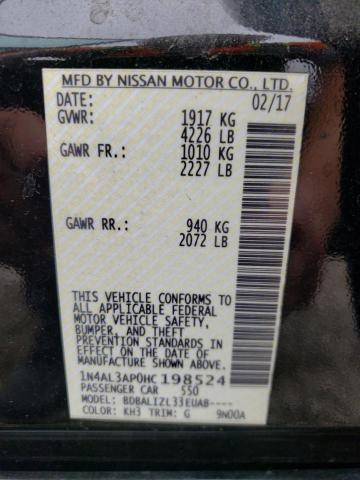 MFD BY NISSAN MOTOR CO., LTD.
DATE: 02/17
GVWR: 1917 KG
4226 LB
GAWR FR.: 1010 KG
2227 LB
GAWR RR.: 940 KG
2072 LB
THIS VEHICLE CONFORMS TO
ALL APPLICABLE FEDERAL
MOTOR VEHICLE SAFETY,
BUMPER, AND THEFT
PREVENTION STANDARDS
IN EFFECT ON THE DATE OF
MANUFACTURE SHOWN ABOVE.
1N4AL3AP0HC198524
PASSENGER CAR 550
MODEL: BDBALIZL33EUAB----
COLOR: KH3 TRIM: G 9N00A